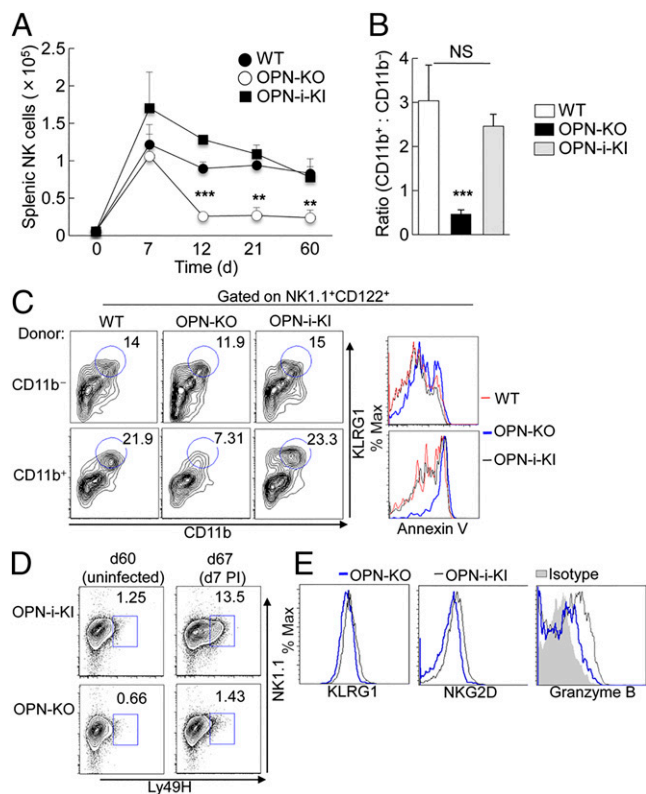 A
Splenic NK cells (×10⁵)
2.5
2
1.5
1
0.5
0
0 7 12 21 60
Time (d)
WT
OPN-KO
OPN-i-KI
***
**
**
B
Ratio (CD11b⁺ : CD11b⁻)
5
4
3
2
1
0
NS
***
WT
OPN-KO
OPN-i-KI
C
Gated on NK1.1⁺CD122⁺
Donor: WT OPN-KO OPN-i-KI
CD11b⁻
14 11.9 15
CD11b⁺
21.9 7.31 23.3
CD11b
KLRG1
% Max
WT
OPN-KO
OPN-i-KI
Annexin V
D
d60 d67
(uninfected) (d7 PI)
OPN-i-KI
1.25 13.5
OPN-KO
0.66 1.43
Ly49H
NK1.1
E
OPN-KO OPN-i-KI Isotype
% Max
KLRG1 NKG2D Granzyme B